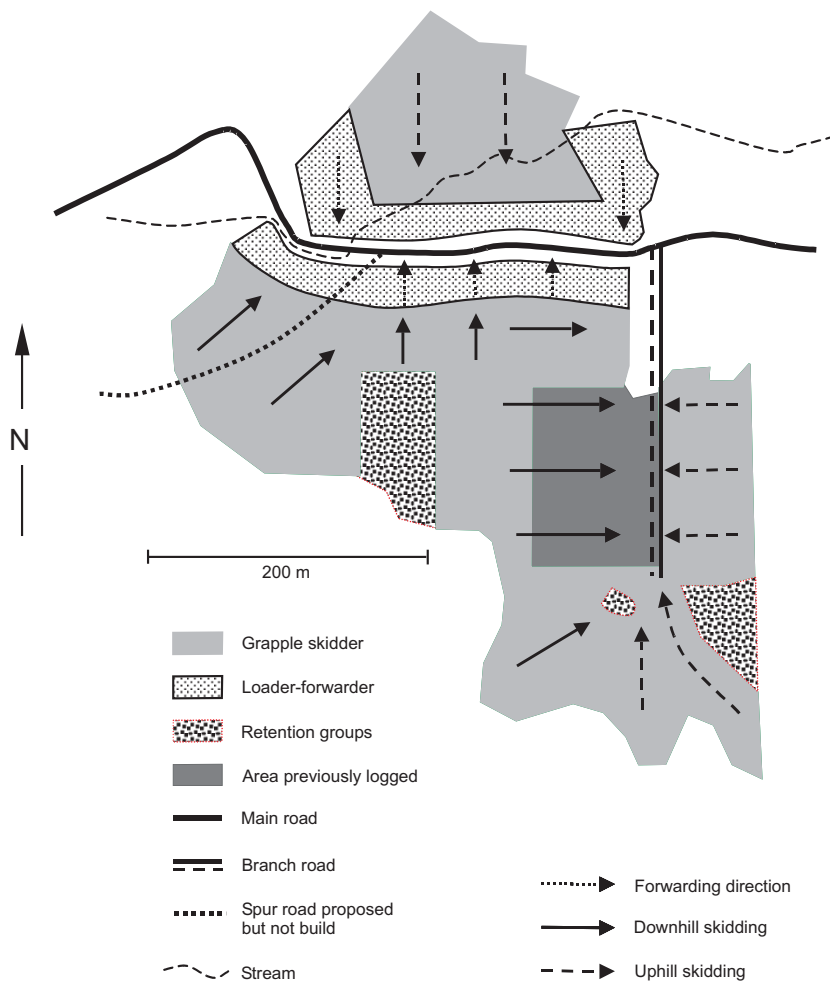 N
200 m
Grapple skidder
Loader-forwarder
Retention groups
Area previously logged
Main road
Branch road
Spur road proposed
but not build
Stream
Forwarding direction
Downhill skidding
Uphill skidding